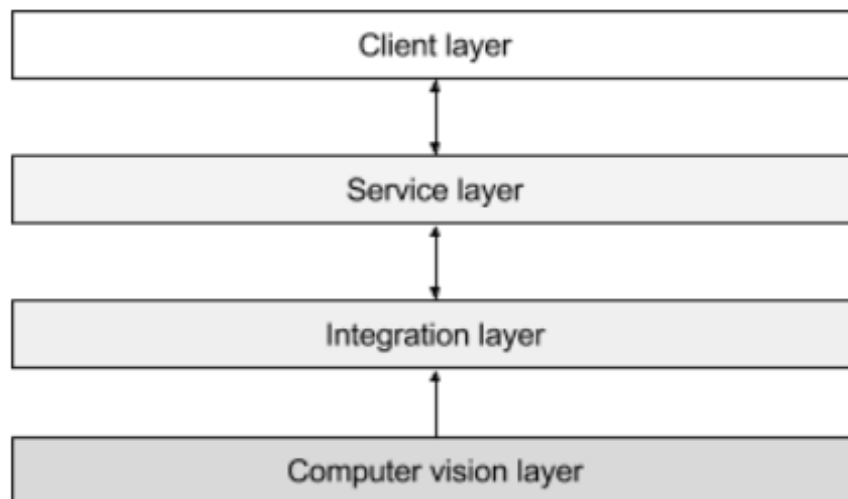 Client layer
Service layer
Integration layer
Computer vision layer